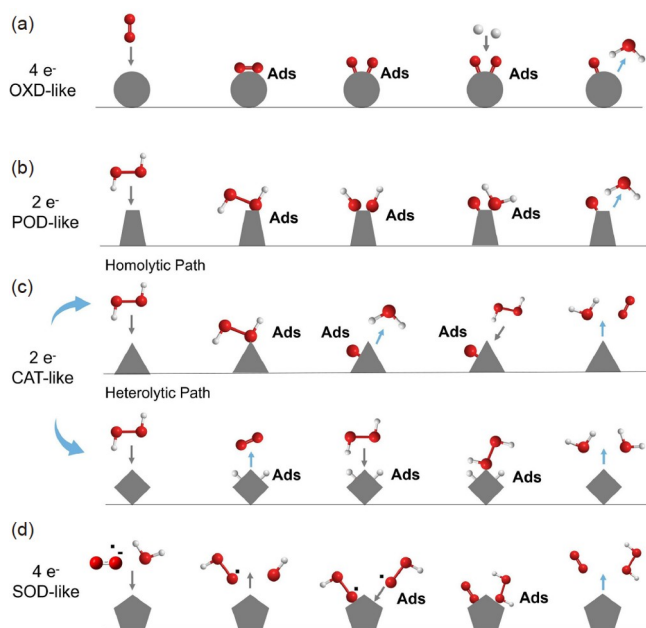 (a)
4 e-
OXD-like
Ads
Ads
Ads
(b)
2 e-
POD-like
Ads
Ads
Homolytic Path
(c)
2 e-
CAT-like
Ads
Ads
Ads
Heterolytic Path
Ads
Ads
Ads
(d)
4 e-
SOD-like
Ads
Ads